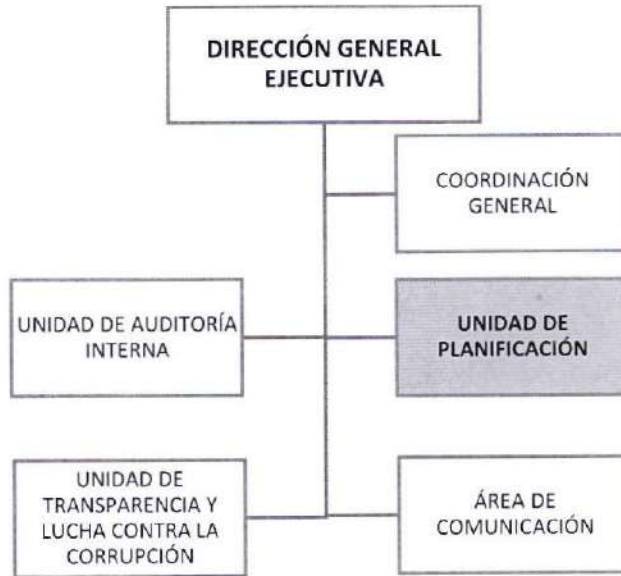 DIRECCIÓN GENERAL
EJECUTIVA
COORDINACIÓN
GENERAL
UNIDAD DE AUDITORÍA
INTERNA
UNIDAD DE
PLANIFICACIÓN
UNIDAD DE
TRANSPARENCIA Y
LUCHA CONTRA LA
CORRUPCIÓN
ÁREA DE
COMUNICACIÓN